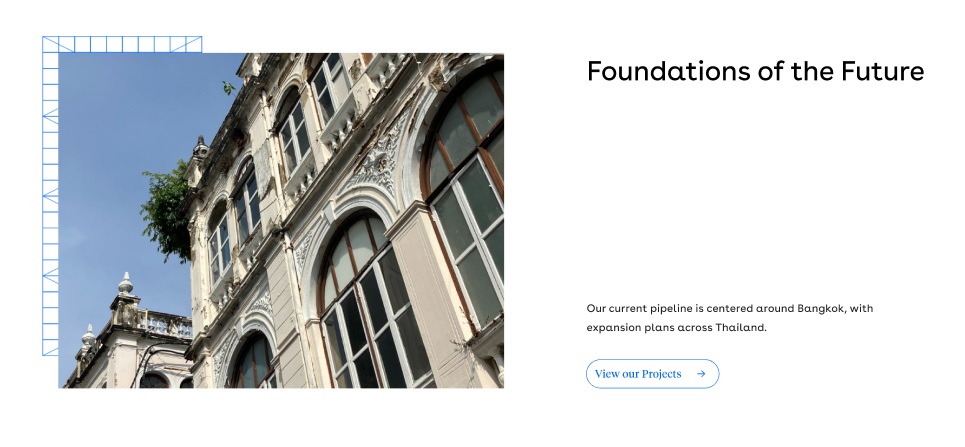 Foundations of the Future
Our current pipeline is centered around Bangkok, with
expansion plans across Thailand.
View our Projects →